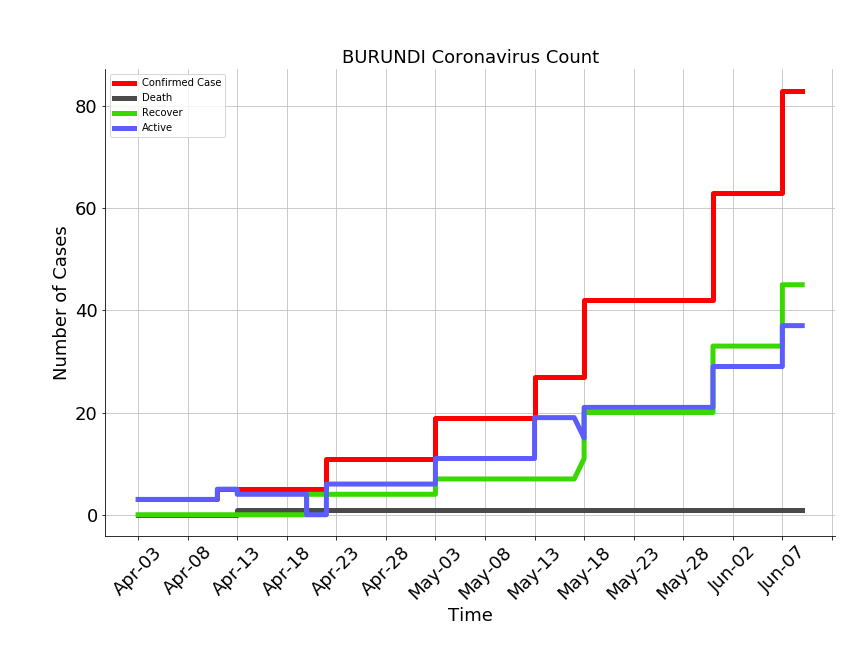 BURUNDI Coronavirus Count
Confirmed Case
Death
Recover
Active
Number of Cases
80
60
40
20
0
Apr-03
Apr-08
Apr-13
Apr-18
Apr-23
Apr-28
May-03
May-08
May-13
May-18
May-23
May-28
Jun-02
Jun-07
Time